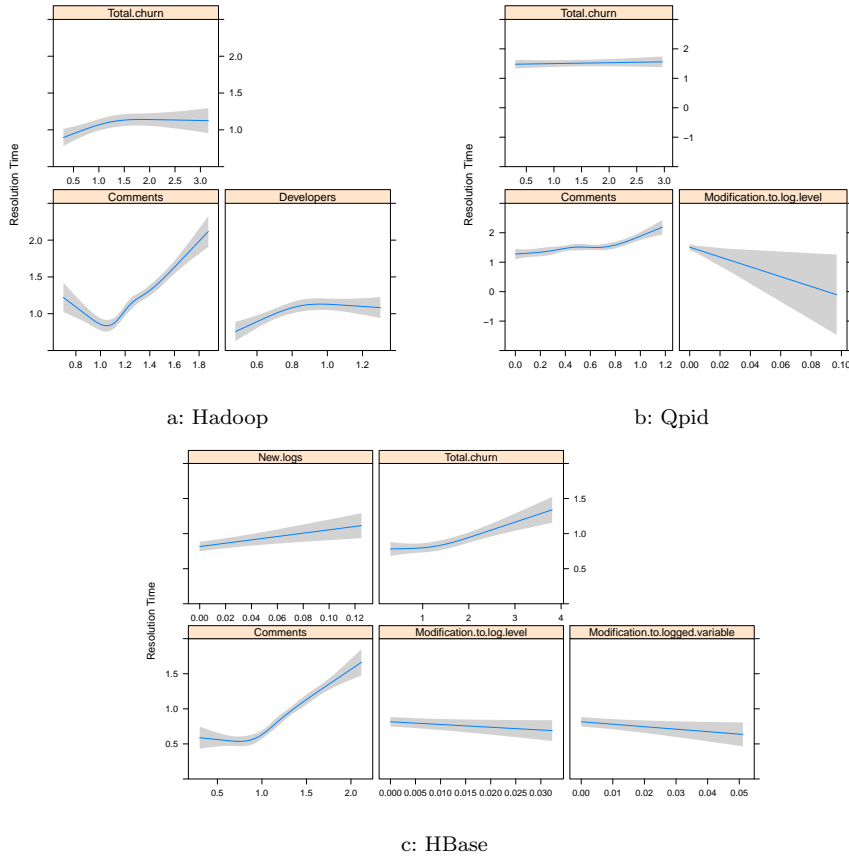 Total.churn
2.0
1.5
1.0
0.5 1.0 1.5 2.0 2.5 3.0
Resolution Time
Comments Developers
2.0
1.5
1.0
0.8 1.0 1.2 1.4 1.6 1.8 0.6 0.8 1.0 1.2
a: Hadoop
Total.churn
3
2
1
0
−1
0.5 1.0 1.5 2.0 2.5 3.0
Resolution Time
Comments Modification.to.log.level
2
1
0
−1
0.0 0.2 0.4 0.6 0.8 1.0 1.2 0.00 0.02 0.04 0.06 0.08 0.10
b: Qpid
New.logs Total.churn
1.5
1.0
0.5
0.00 0.02 0.04 0.06 0.08 0.10 0.12 1 2 3 4
Resolution Time
Comments Modification.to.log.level Modification.to.logged.variable
1.5
1.0
0.5
0.5 1.0 1.5 2.0 0.000 0.005 0.010 0.015 0.020 0.025 0.030 0.00 0.01 0.02 0.03 0.04 0.05
c: HBase